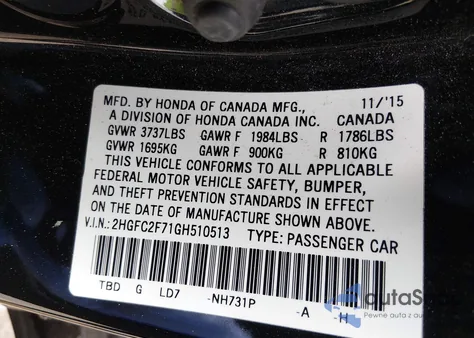 MFD. BY HONDA OF CANADA MFG., 11/'15
A DIVISION OF HONDA CANADA INC. CANADA
GVWR 3737LBS GAWR F 1984LBS R 1786LBS
GVWR 1695KG GAWR F 900KG R 810KG
THIS VEHICLE CONFORMS TO ALL APPLICABLE
FEDERAL MOTOR VEHICLE SAFETY, BUMPER,
AND THEFT PREVENTION STANDARDS IN EFFECT
ON THE DATE OF MANUFACTURE SHOWN ABOVE.
V.I.N.: 2HGFC2F71GH510513 TYPE: PASSENGER CAR
TBD G LD7 -NH731P -A -H
Pewne auta z